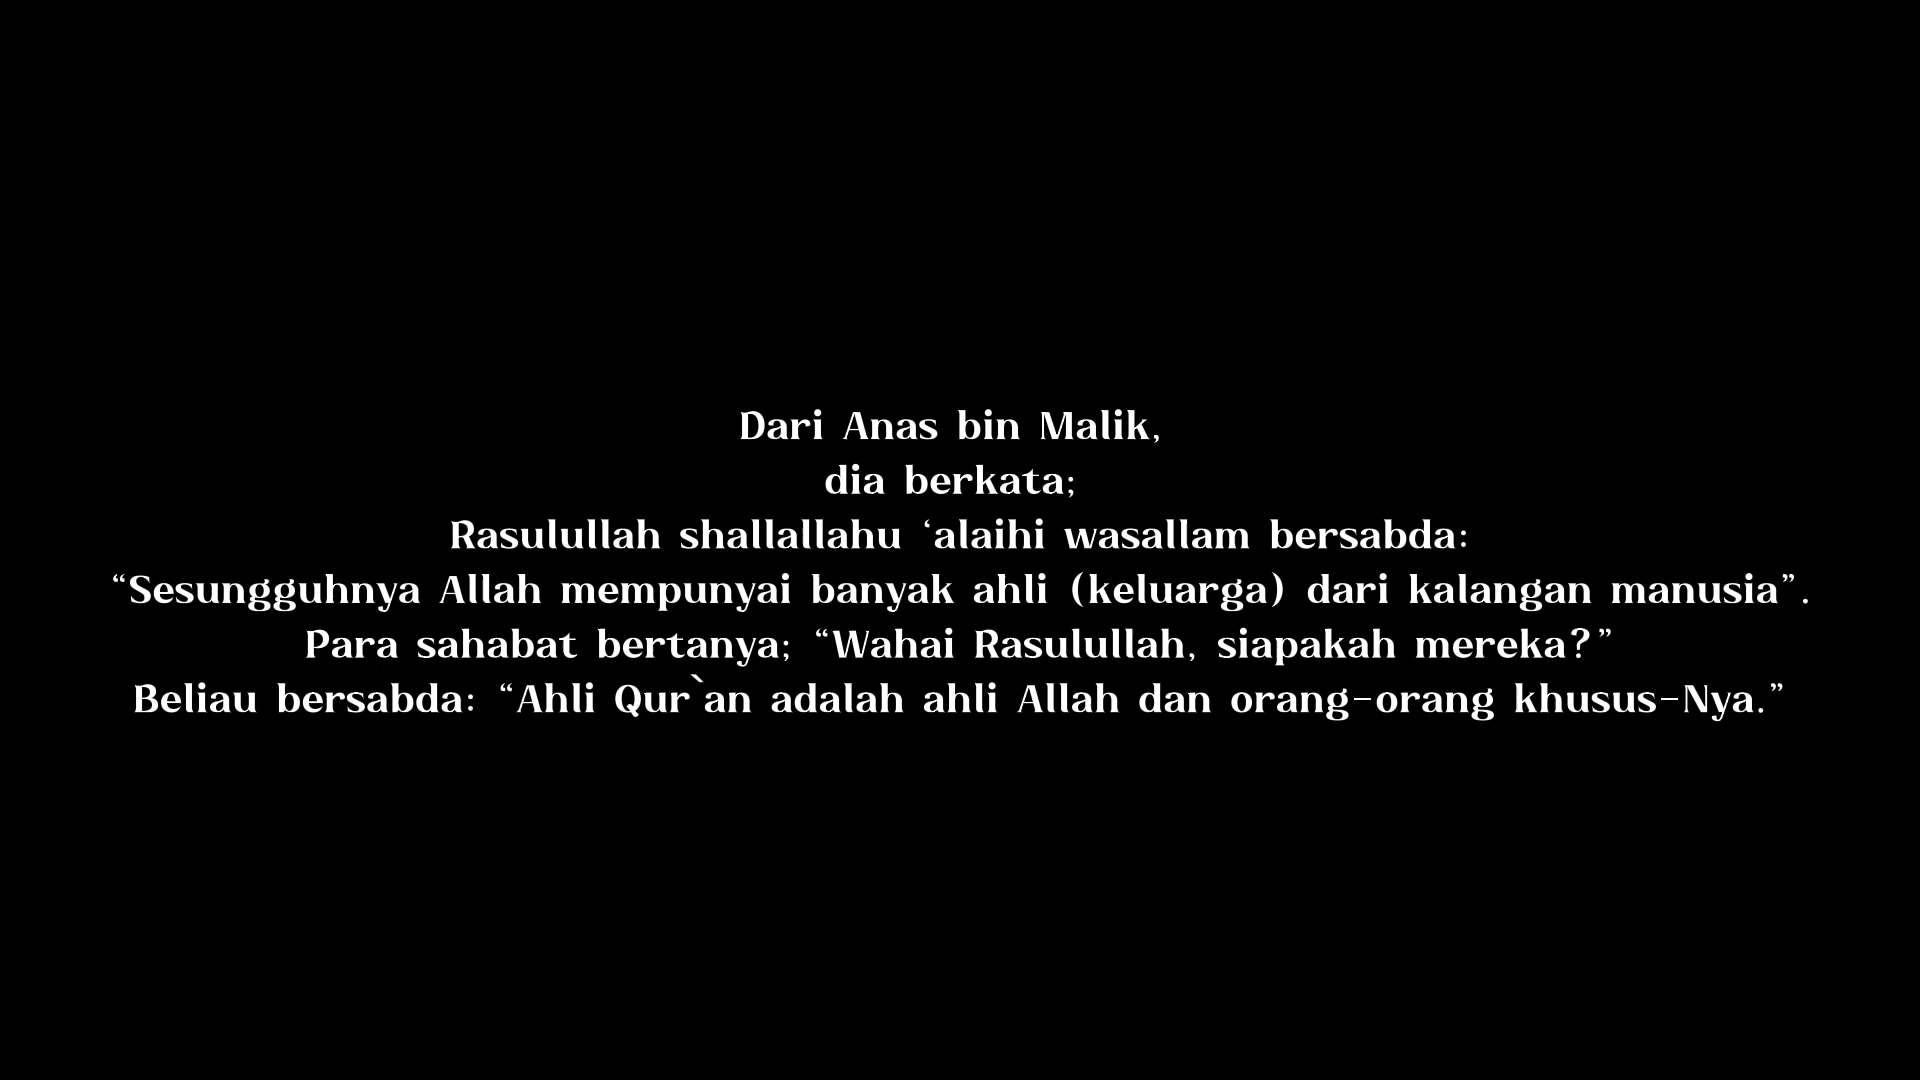 Dari Anas bin Malik,
dia berkata;
Rasulullah shallallahu ‘alaihi wasallam bersabda:
“Sesungguhnya Allah mempunyai banyak ahli (keluarga) dari kalangan manusia”.
Para sahabat bertanya; “Wahai Rasulullah, siapakah mereka?”
Beliau bersabda: “Ahli Qur`an adalah ahli Allah dan orang-orang khusus-Nya.”